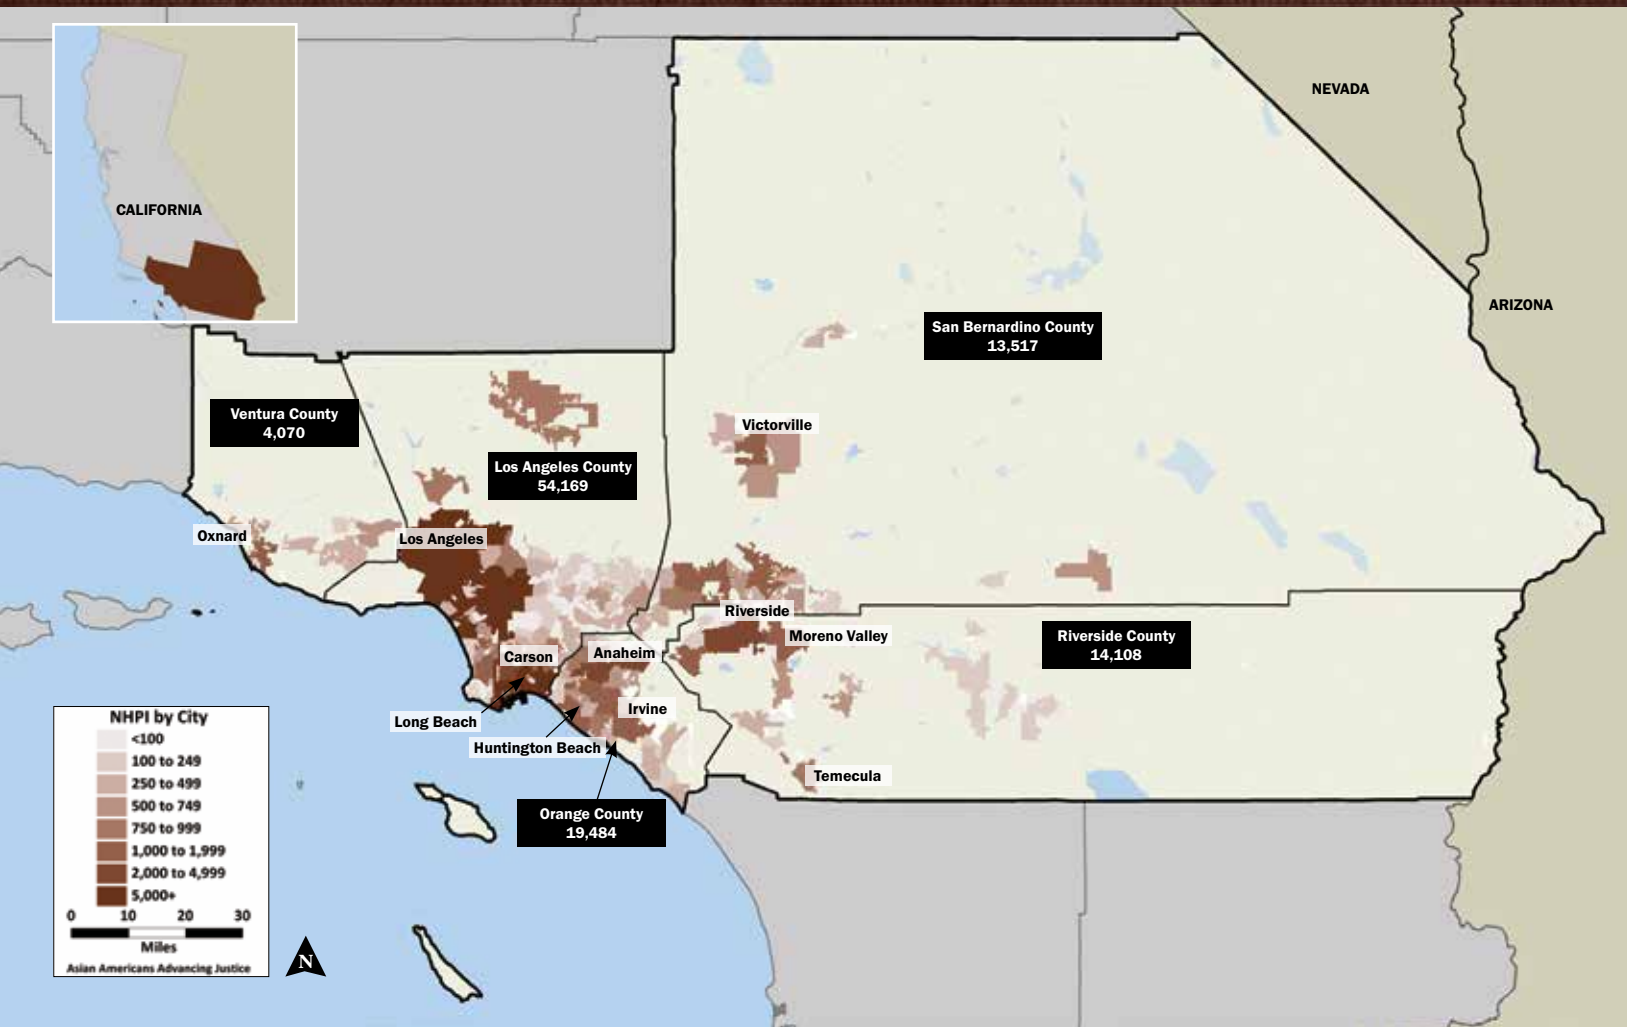 CALIFORNIA
NEVADA
ARIZONA
San Bernardino County
13,517
Ventura County
4,070
Victorville
Los Angeles County
54,169
Oxnard
Los Angeles
Riverside
Moreno Valley
Riverside County
14,108
Carson
Anaheim
Long Beach
Irvine
Huntington Beach
Temecula
Orange County
19,484
NHPI by City
<100
100 to 249
250 to 499
500 to 749
750 to 999
1,000 to 1,999
2,000 to 4,999
5,000+
0 10 20 30
Miles
Asian Americans Advancing Justice
N